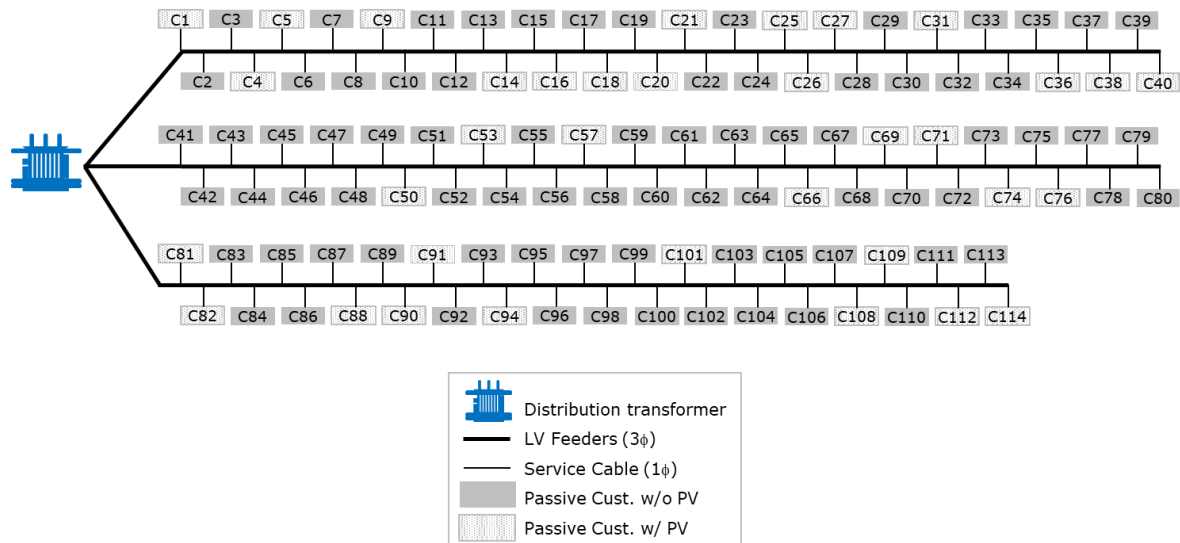 C1 C3 C5 C7 C9 C11 C13 C15 C17 C19 C21 C23 C25 C27 C29 C31 C33 C35 C37 C39
C2 C4 C6 C8 C10 C12 C14 C16 C18 C20 C22 C24 C26 C28 C30 C32 C34 C36 C38 C40
C41 C43 C45 C47 C49 C51 C53 C55 C57 C59 C61 C63 C65 C67 C69 C71 C73 C75 C77 C79
C42 C44 C46 C48 C50 C52 C54 C56 C58 C60 C62 C64 C66 C68 C70 C72 C74 C76 C78 C80
C81 C83 C85 C87 C89 C91 C93 C95 C97 C99 C101 C103 C105 C107 C109 C111 C113
C82 C84 C86 C88 C90 C92 C94 C96 C98 C100 C102 C104 C106 C108 C110 C112 C114
Distribution transformer
LV Feeders (3ϕ)
Service Cable (1ϕ)
Passive Cust. w/o PV
Passive Cust. w/ PV